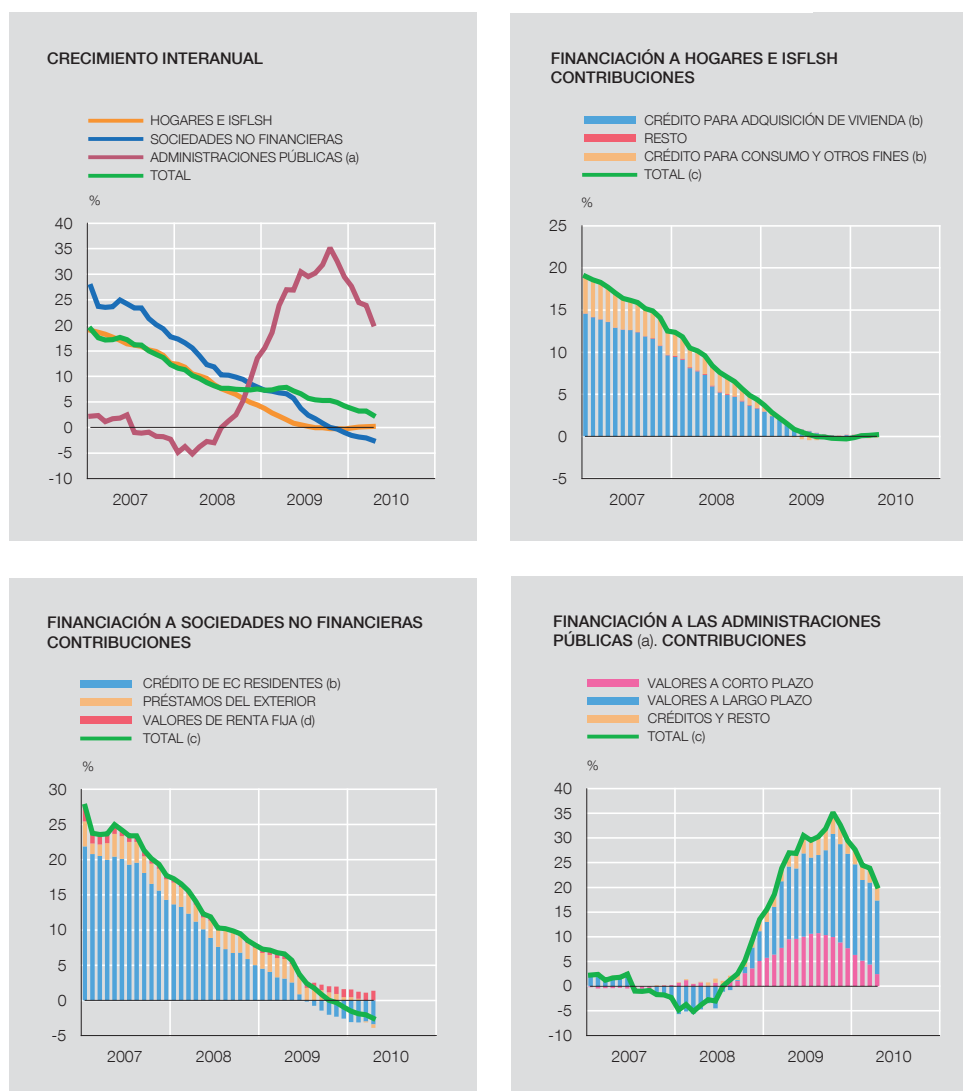 CRECIMIENTO INTERANUAL
HOGARES E ISFLSH
SOCIEDADES NO FINANCIERAS
ADMINISTRACIONES PÚBLICAS (a)
TOTAL
%
40
35
30
25
20
15
10
5
0
-5
-10
2007 2008 2009 2010
FINANCIACIÓN A HOGARES E ISFLSH
CONTRIBUCIONES
CRÉDITO PARA ADQUISICIÓN DE VIVIENDA (b)
RESTO
CRÉDITO PARA CONSUMO Y OTROS FINES (b)
TOTAL (c)
%
25
20
15
10
5
0
-5
2007 2008 2009 2010
FINANCIACIÓN A SOCIEDADES NO FINANCIERAS
CONTRIBUCIONES
CRÉDITO DE EC RESIDENTES (b)
PRÉSTAMOS DEL EXTERIOR
VALORES DE RENTA FIJA (d)
TOTAL (c)
%
30
25
20
15
10
5
0
-5
2007 2008 2009 2010
FINANCIACIÓN A LAS ADMINISTRACIONES
PÚBLICAS (a). CONTRIBUCIONES
VALORES A CORTO PLAZO
VALORES A LARGO PLAZO
CRÉDITOS Y RESTO
TOTAL (c)
%
40
35
30
25
20
15
10
5
0
-5
-10
2007 2008 2009 2010